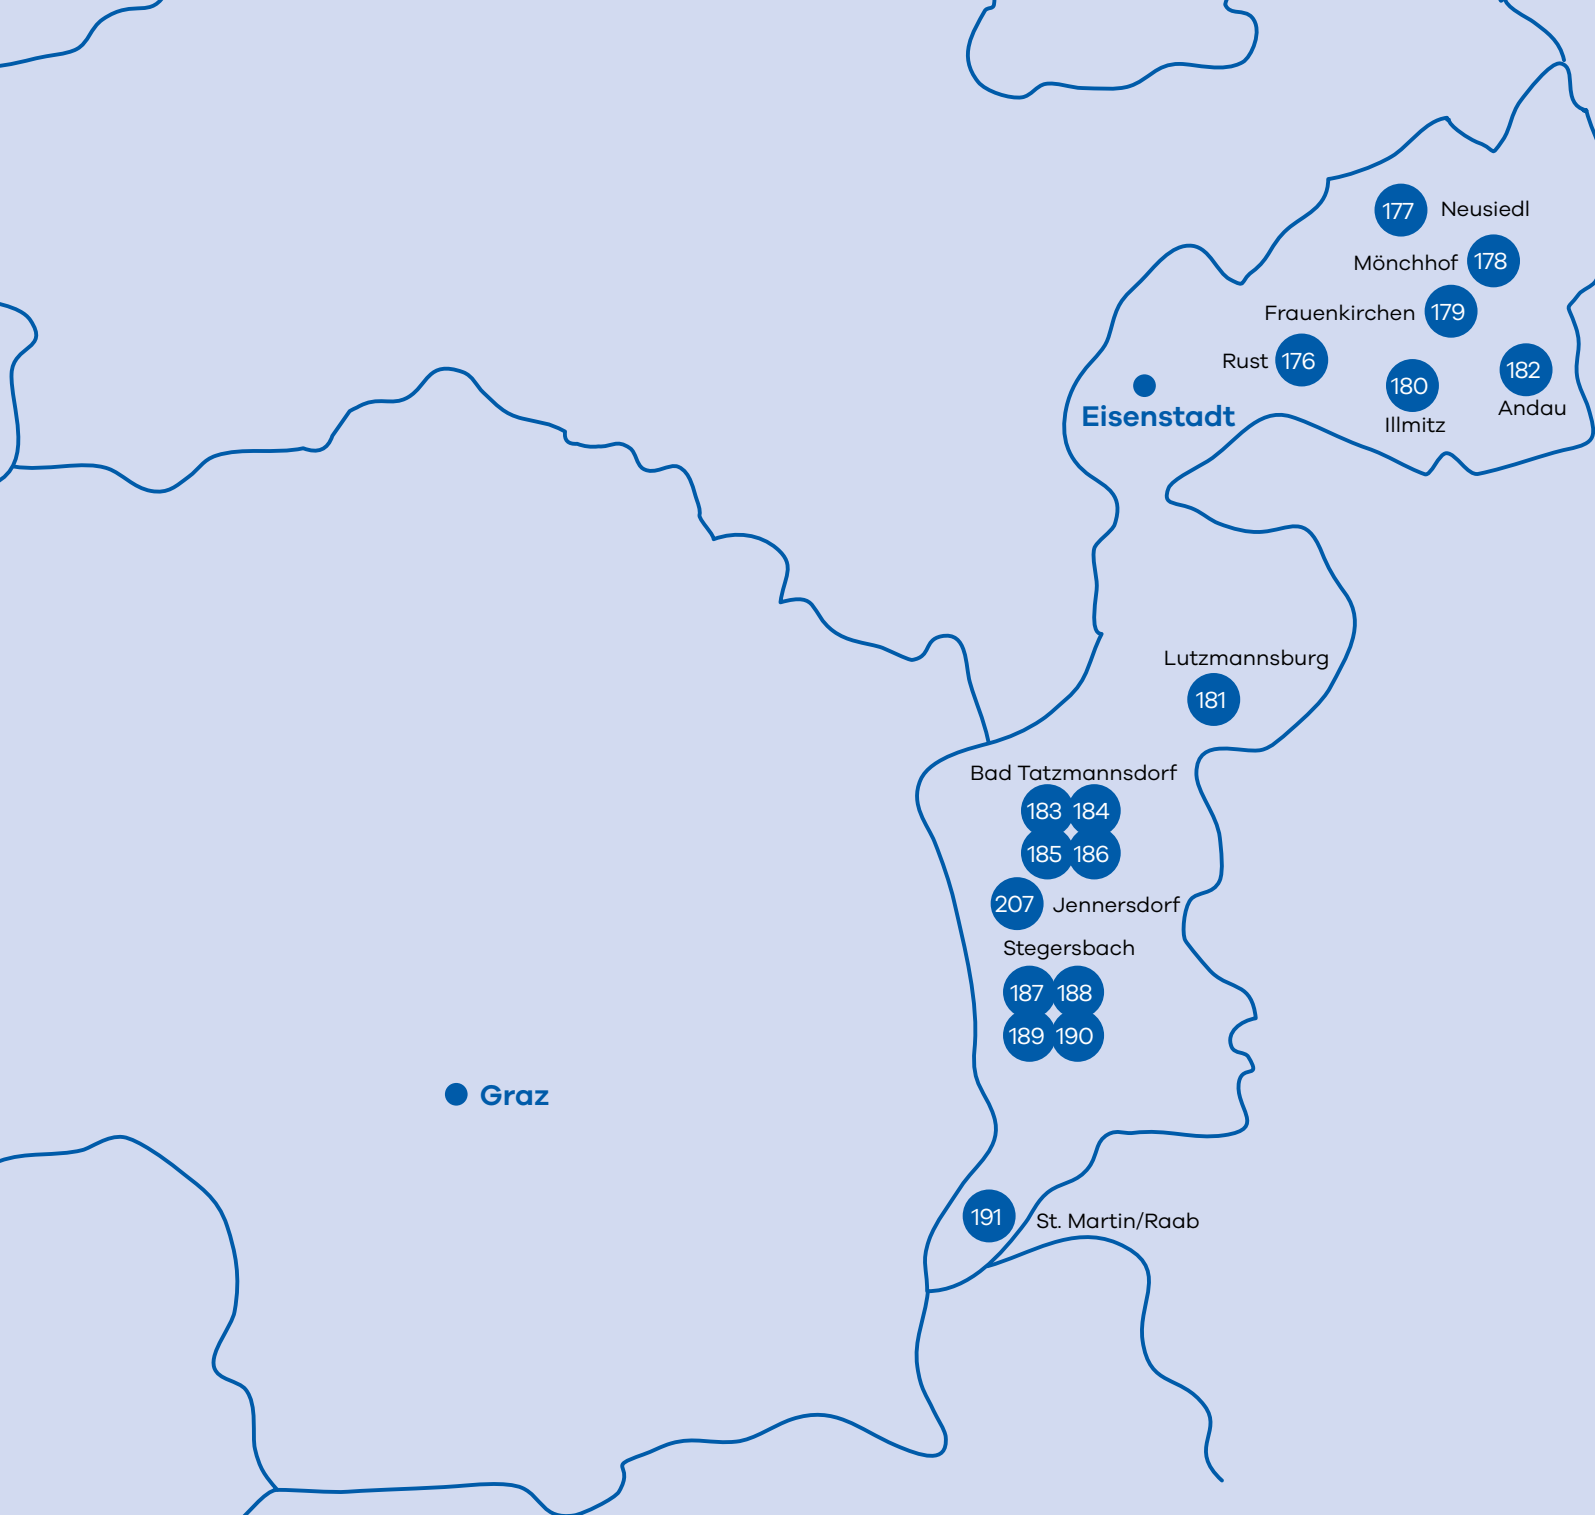 177 Neusiedl
Mönchhof 178
Frauenkirchen 179
Rust 176
180
Illmitz
182
Andau
Eisenstadt
Lutzmannsburg
181
Bad Tatzmannsdorf
183 184
185 186
207 Jennersdorf
Stegersbach
187 188
189 190
Graz
191 St. Martin/Raab